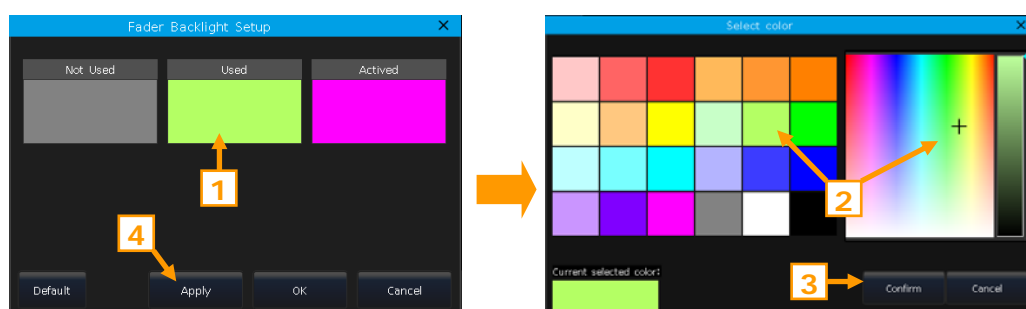 Fader Backlight Setup
Not Used Used Actived
1
4
Default Apply OK Cancel
Select color
2
Current selected color:
3
Confirm Cancel